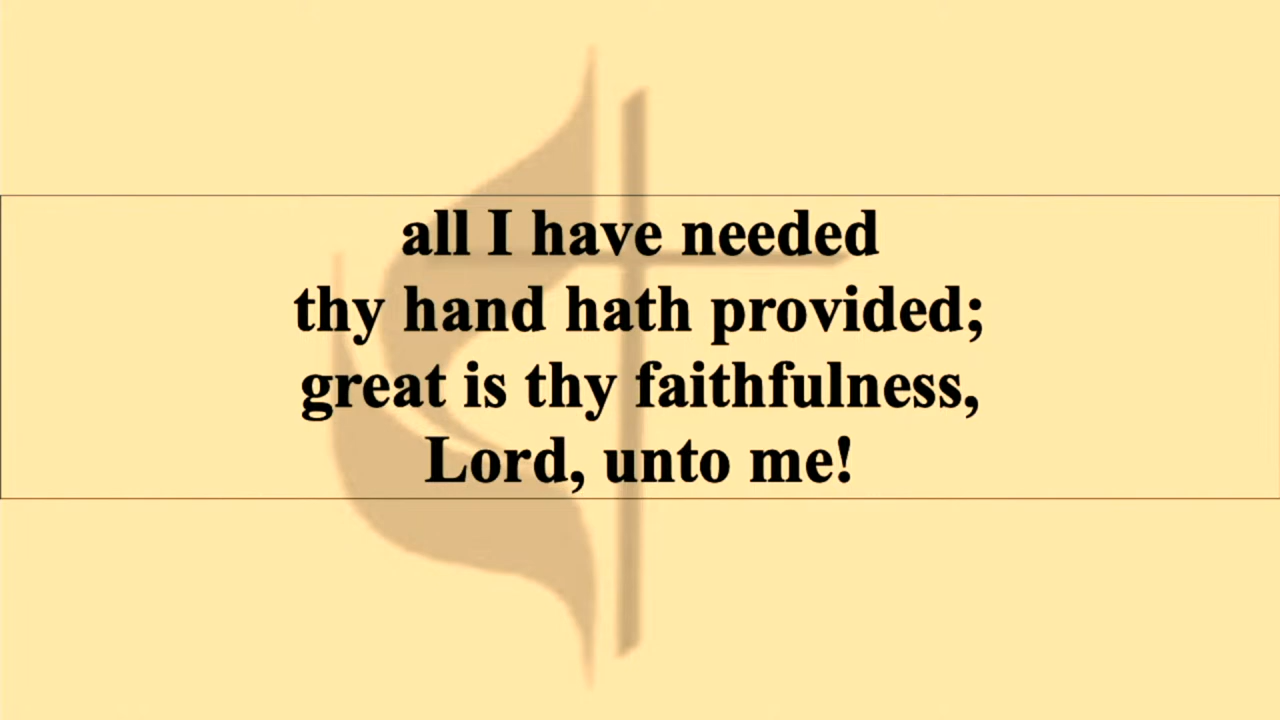 all I have needed
thy hand hath provided;
great is thy faithfulness,
Lord, unto me!